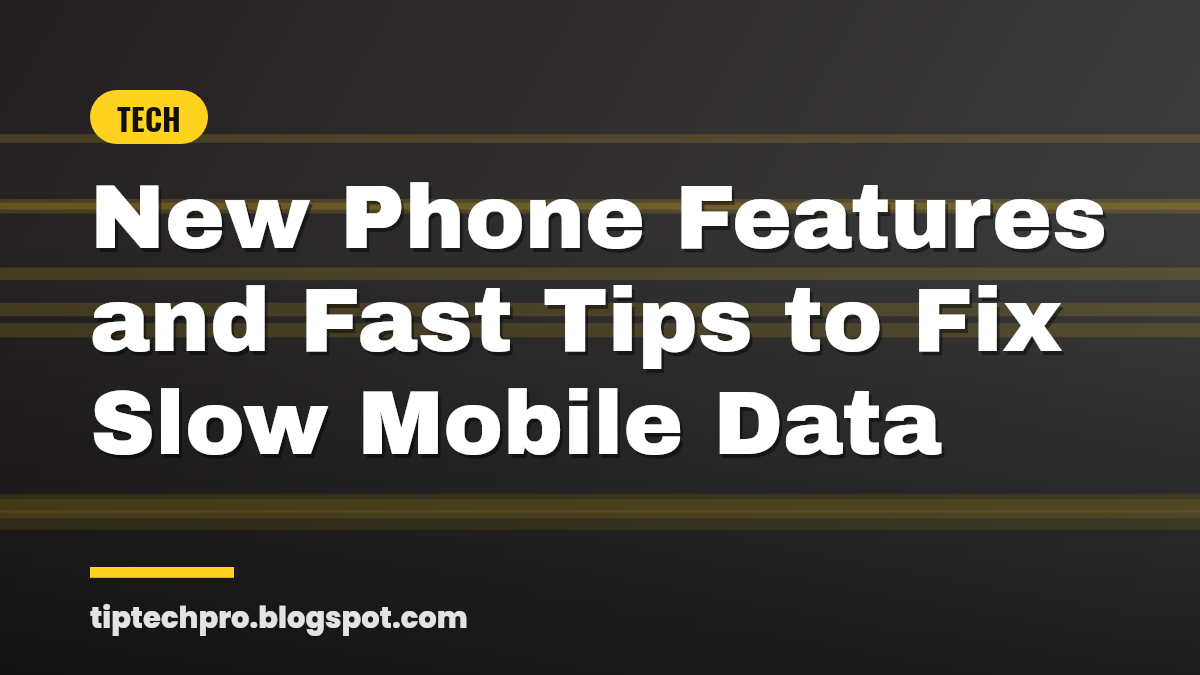 TECH
New Phone Features
and Fast Tips to Fix
Slow Mobile Data
tiptechpro.blogspot.com